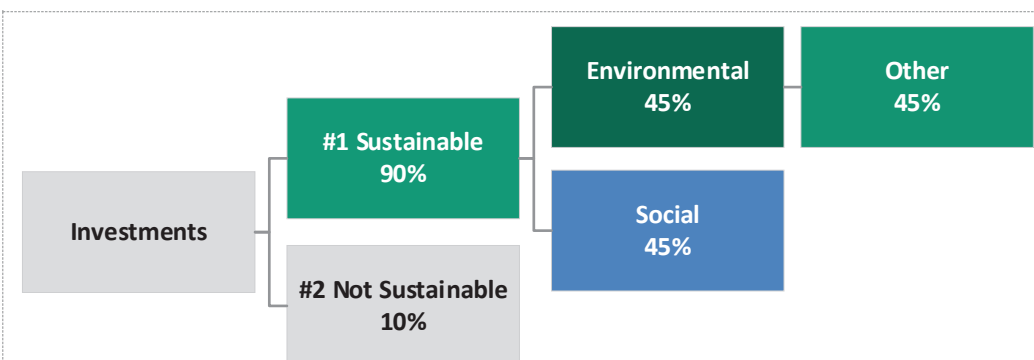 Investments
#1 Sustainable
90%
#2 Not Sustainable
10%
Environmental
45%
Other
45%
Social
45%